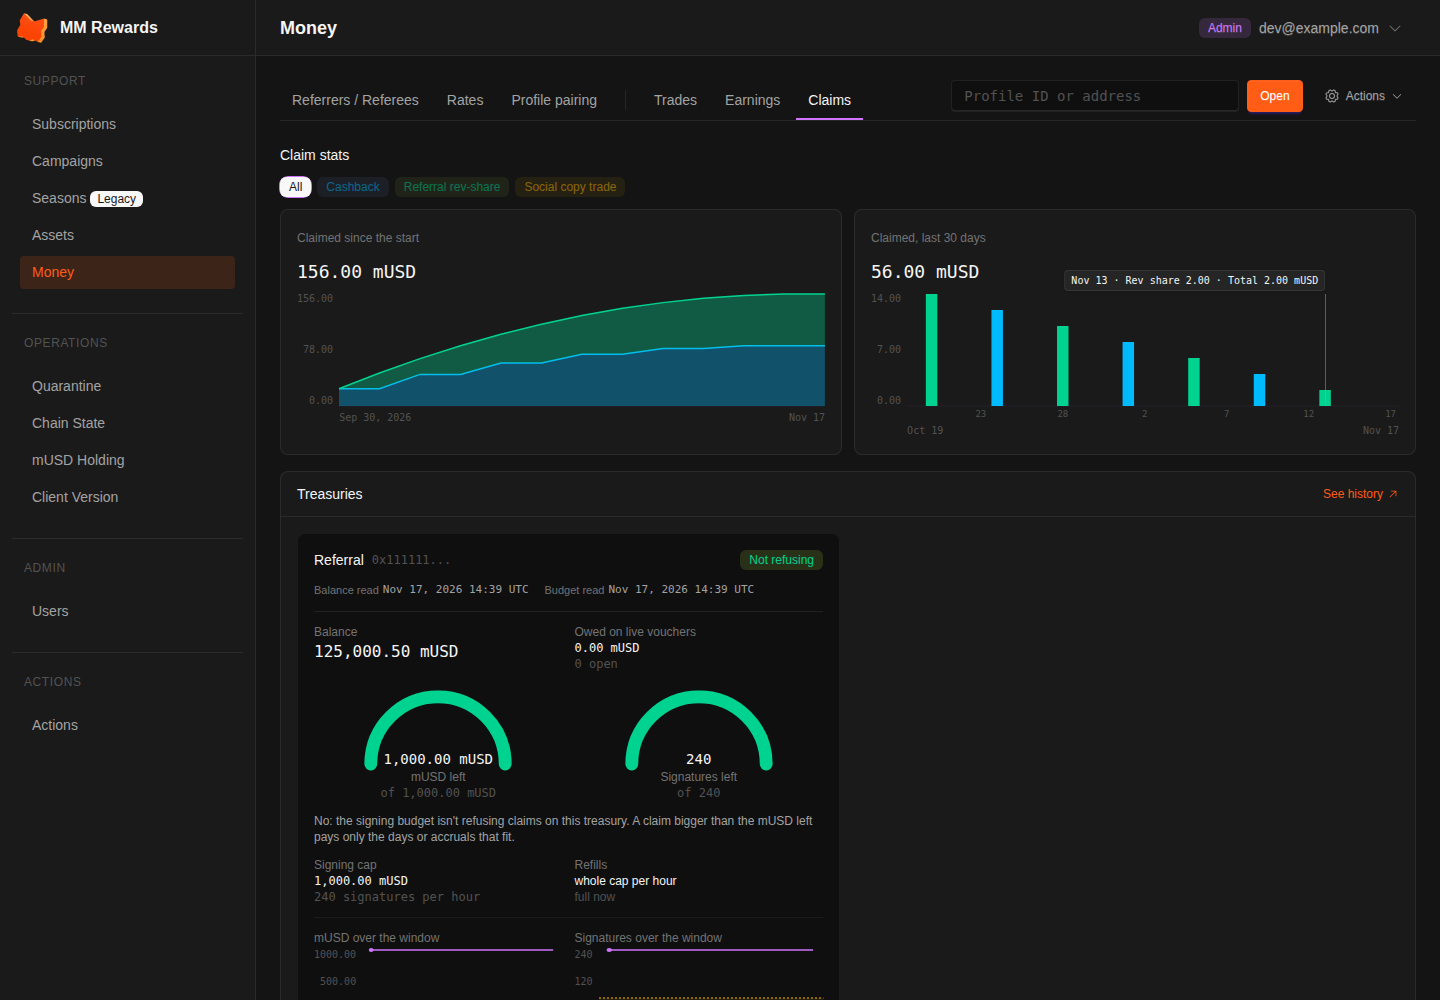 MM Rewards
Money
Admin dev@example.com
SUPPORT
Subscriptions
Campaigns
Seasons Legacy
Assets
Money
OPERATIONS
Quarantine
Chain State
mUSD Holding
Client Version
ADMIN
Users
ACTIONS
Actions
Referrers / Referees Rates Profile pairing Trades Earnings Claims
Profile ID or address Open Actions
Claim stats
All Cashback Referral rev-share Social copy trade
Claimed since the start
156.00 mUSD
156.00
78.00
0.00
Sep 30, 2026 Nov 17
Claimed, last 30 days
56.00 mUSD
Nov 13 · Rev share 2.00 · Total 2.00 mUSD
14.00
7.00
0.00
23 28 2 7 12 17
Oct 19 Nov 17
Treasuries See history
Referral 0x111111... Not refusing
Balance read Nov 17, 2026 14:39 UTC Budget read Nov 17, 2026 14:39 UTC
Balance
125,000.50 mUSD
Owed on live vouchers
0.00 mUSD
0 open
1,000.00 mUSD
mUSD left
of 1,000.00 mUSD
240
Signatures left
of 240
No: the signing budget isn't refusing claims on this treasury. A claim bigger than the mUSD left
pays only the days or accruals that fit.
Signing cap
1,000.00 mUSD
240 signatures per hour
Refills
whole cap per hour
full now
mUSD over the window
1000.00
500.00
Signatures over the window
240
120